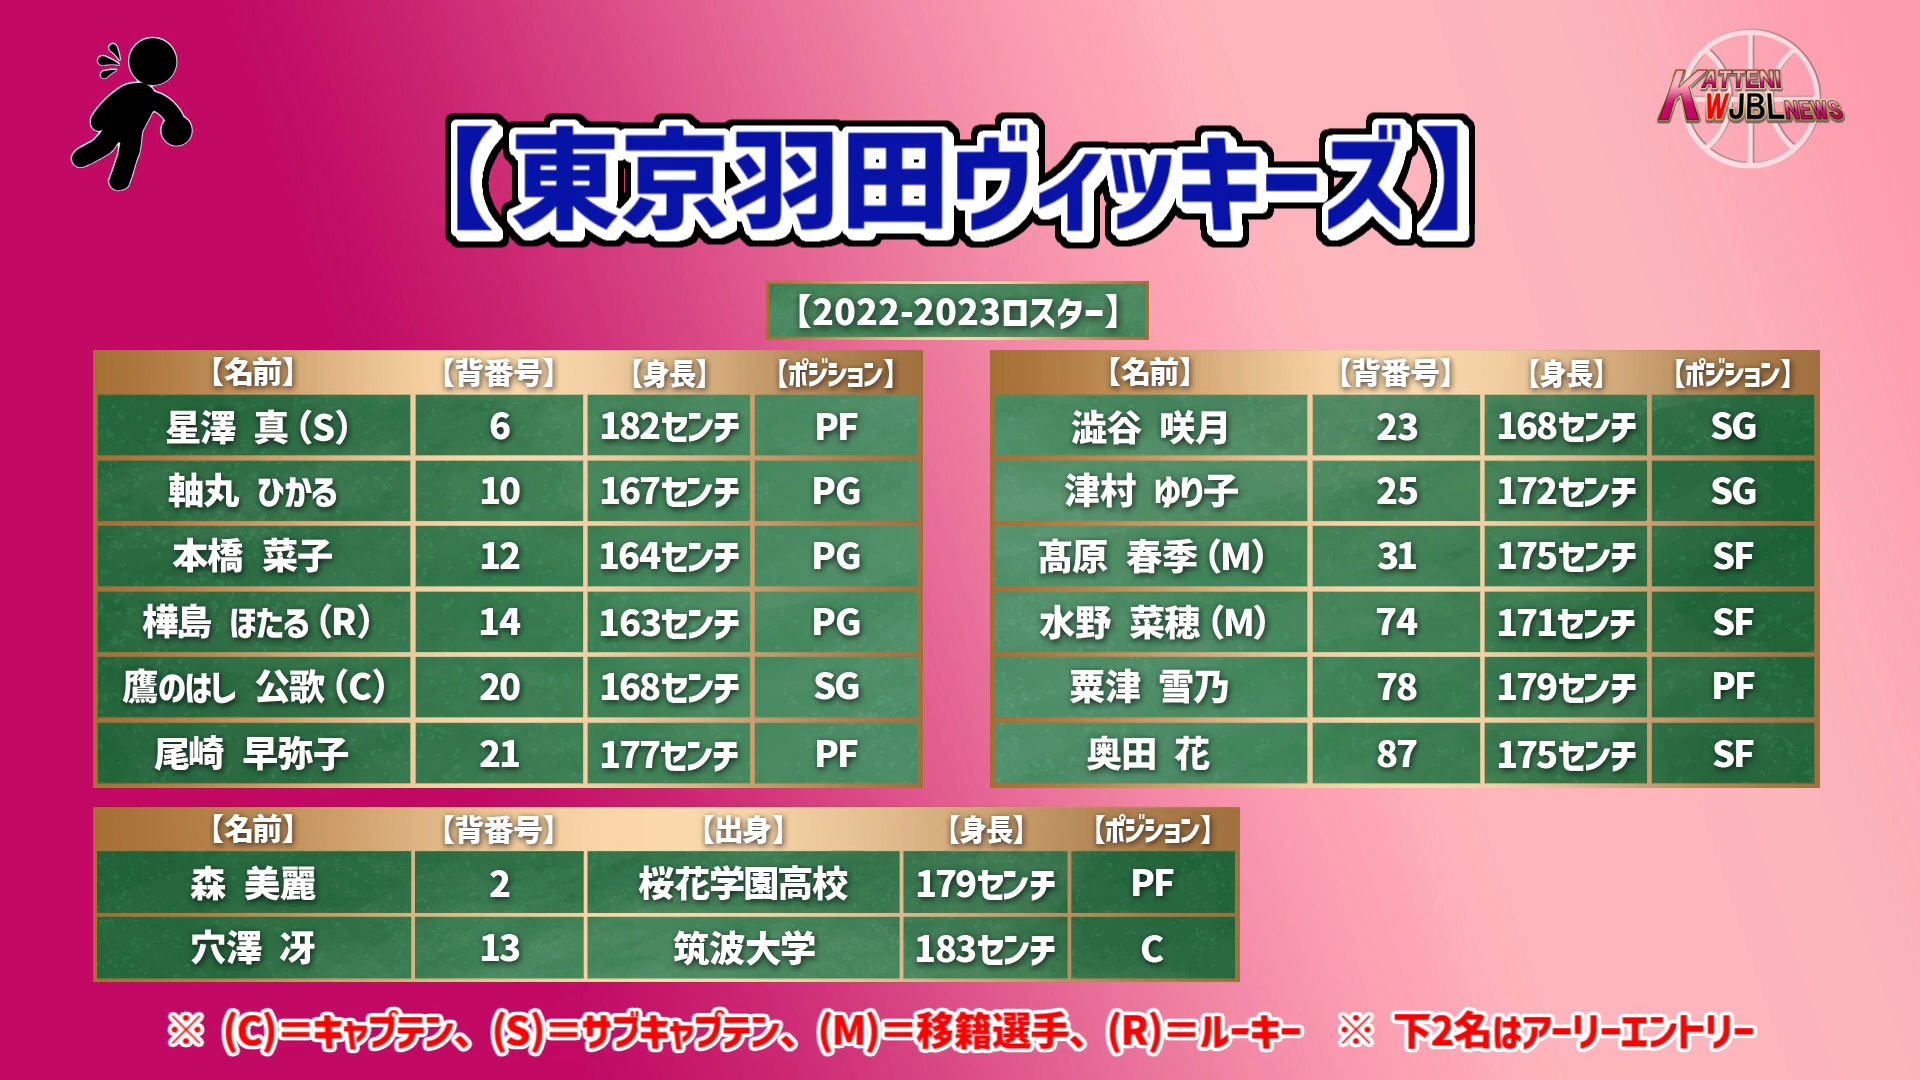 KATTENI
WJBL NEWS
【東京羽田ヴィッキーズ】
【2022-2023ロスター】
【名前】 【背番号】 【身長】 【ポジション】
星澤 真(S) 6 182センチ PF
軸丸 ひかる 10 167センチ PG
本橋 菜子 12 164センチ PG
樺島 ほたる(R) 14 163センチ PG
鷹のはし 公歌(C) 20 168センチ SG
尾崎 早弥子 21 177センチ PF
【名前】 【背番号】 【身長】 【ポジション】
澁谷 咲月 23 168センチ SG
津村 ゆり子 25 172センチ SG
髙原 春季(M) 31 175センチ SF
水野 菜穂(M) 74 171センチ SF
粟津 雪乃 78 179センチ PF
奥田 花 87 175センチ SF
【名前】 【背番号】 【出身】 【身長】 【ポジション】
森 美麗 2 桜花学園高校 179センチ PF
穴澤 冴 13 筑波大学 183センチ C
※ (C)=キャプテン、(S)=サブキャプテン、(M)=移籍選手、(R)=ルーキー ※ 下2名はアーリーエントリー